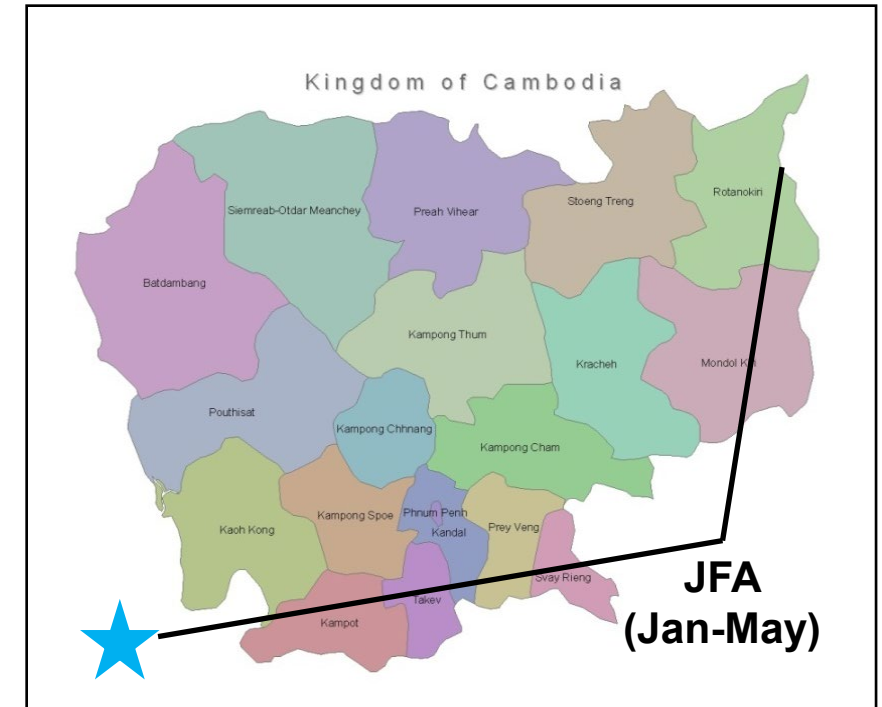 Kingdom of Cambodia
Siemreab-Otdar Meanchey
Preah Vihear
Stoeng Treng
Rotanokiri
Batdambang
Kampong Thum
Kracheh
Mondol Kiri
Pouthisat
Kampong Chhnang
Kampong Cham
Kaoh Kong
Kampong Spoe
Phnum Penh
Kandal
Prey Veng
Svay Rieng
Takev
Kampot
JFA
(Jan-May)